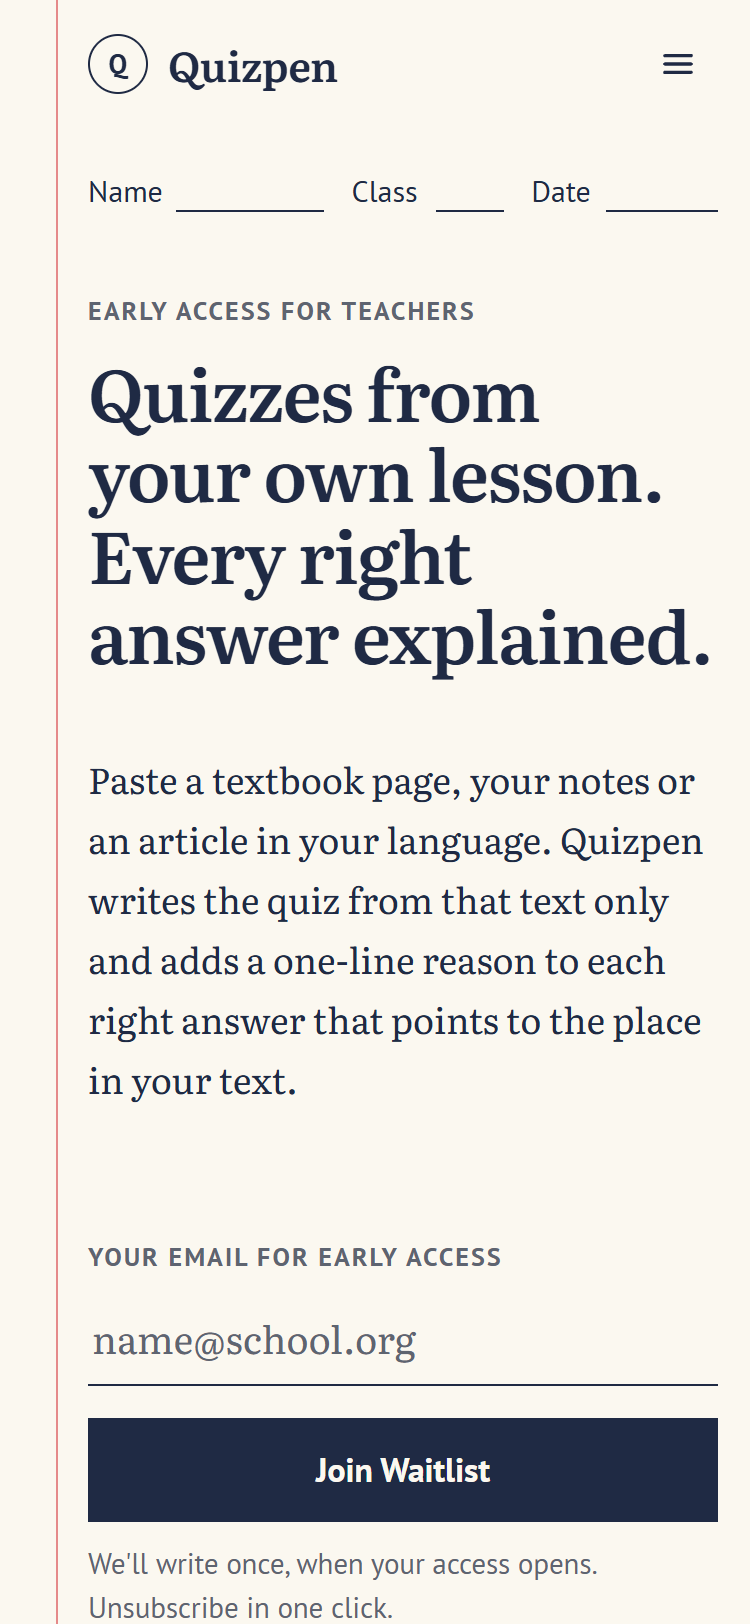 Q Quizpen
Name Class Date
EARLY ACCESS FOR TEACHERS
Quizzes from
your own lesson.
Every right
answer explained.
Paste a textbook page, your notes or
an article in your language. Quizpen
writes the quiz from that text only
and adds a one-line reason to each
right answer that points to the place
in your text.
YOUR EMAIL FOR EARLY ACCESS
name@school.org
Join Waitlist
We'll write once, when your access opens.
Unsubscribe in one click.